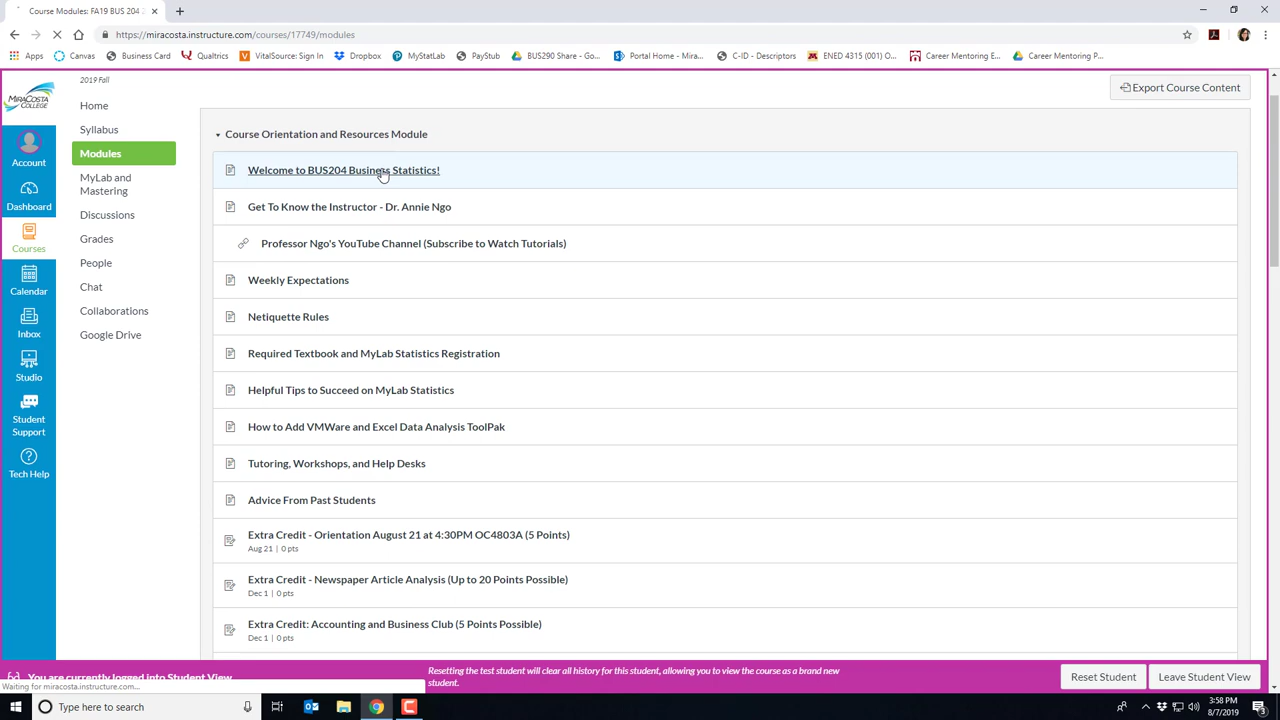 Course Modules: FA19 BUS 204 2
https://miracosta.instructure.com/courses/17749/modules
Apps
Canvas
Business Card
Qualtrics
VitalSource: Sign In
Dropbox
MyStatLab
PayStub
BUS290 Share - Go...
Portal Home - Mira...
C-ID - Descriptors
ENED 4315 (001) O...
Career Mentoring E...
Career Mentoring P...
MIRACOSTA
COLLEGE
Account
Dashboard
Courses
Calendar
Inbox
Studio
Student
Support
Tech Help
2019 Fall
Home
Syllabus
Modules
MyLab and
Mastering
Discussions
Grades
People
Chat
Collaborations
Google Drive
Export Course Content
Course Orientation and Resources Module
Welcome to BUS204 Business Statistics!
Get To Know the Instructor - Dr. Annie Ngo
Professor Ngo's YouTube Channel (Subscribe to Watch Tutorials)
Weekly Expectations
Netiquette Rules
Required Textbook and MyLab Statistics Registration
Helpful Tips to Succeed on MyLab Statistics
How to Add VMWare and Excel Data Analysis ToolPak
Tutoring, Workshops, and Help Desks
Advice From Past Students
Extra Credit - Orientation August 21 at 4:30PM OC4803A (5 Points)
Aug 21 | 0 pts
Extra Credit - Newspaper Article Analysis (Up to 20 Points Possible)
Dec 1 | 0 pts
Extra Credit: Accounting and Business Club (5 Points Possible)
Dec 1 | 0 pts
You are currently logged into Student View
Resetting the test student will clear all history for this student, allowing you to view the course as a brand new
student.
Reset Student
Leave Student View
Waiting for miracosta.instructure.com...
Type here to search
3:58 PM
8/7/2019